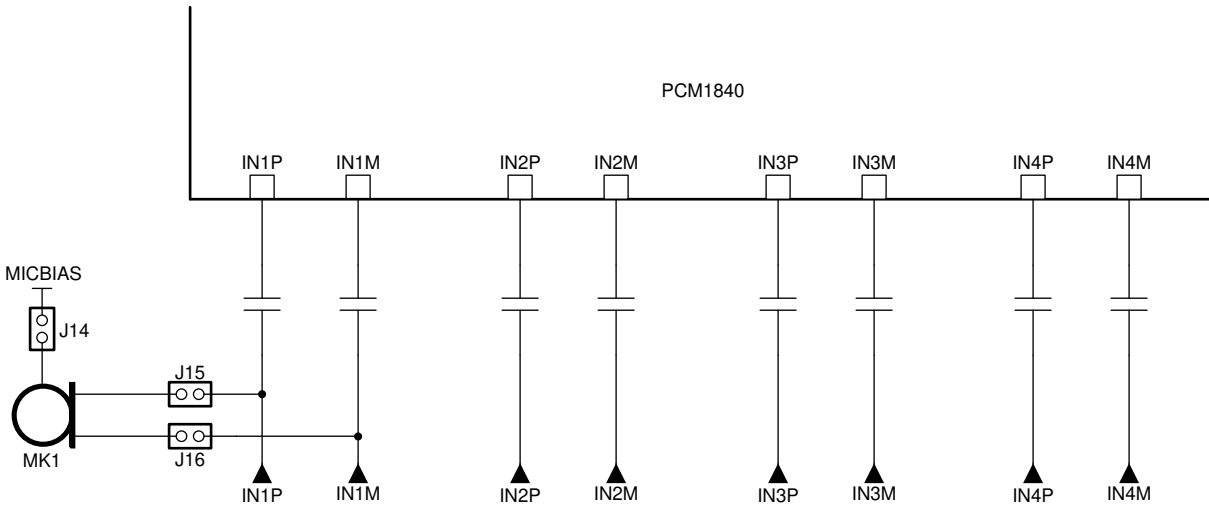 PCM1840
IN1P IN1M IN2P IN2M IN3P IN3M IN4P IN4M
MICBIAS
J14
J15
J16
MK1
IN1P IN1M IN2P IN2M IN3P IN3M IN4P IN4M